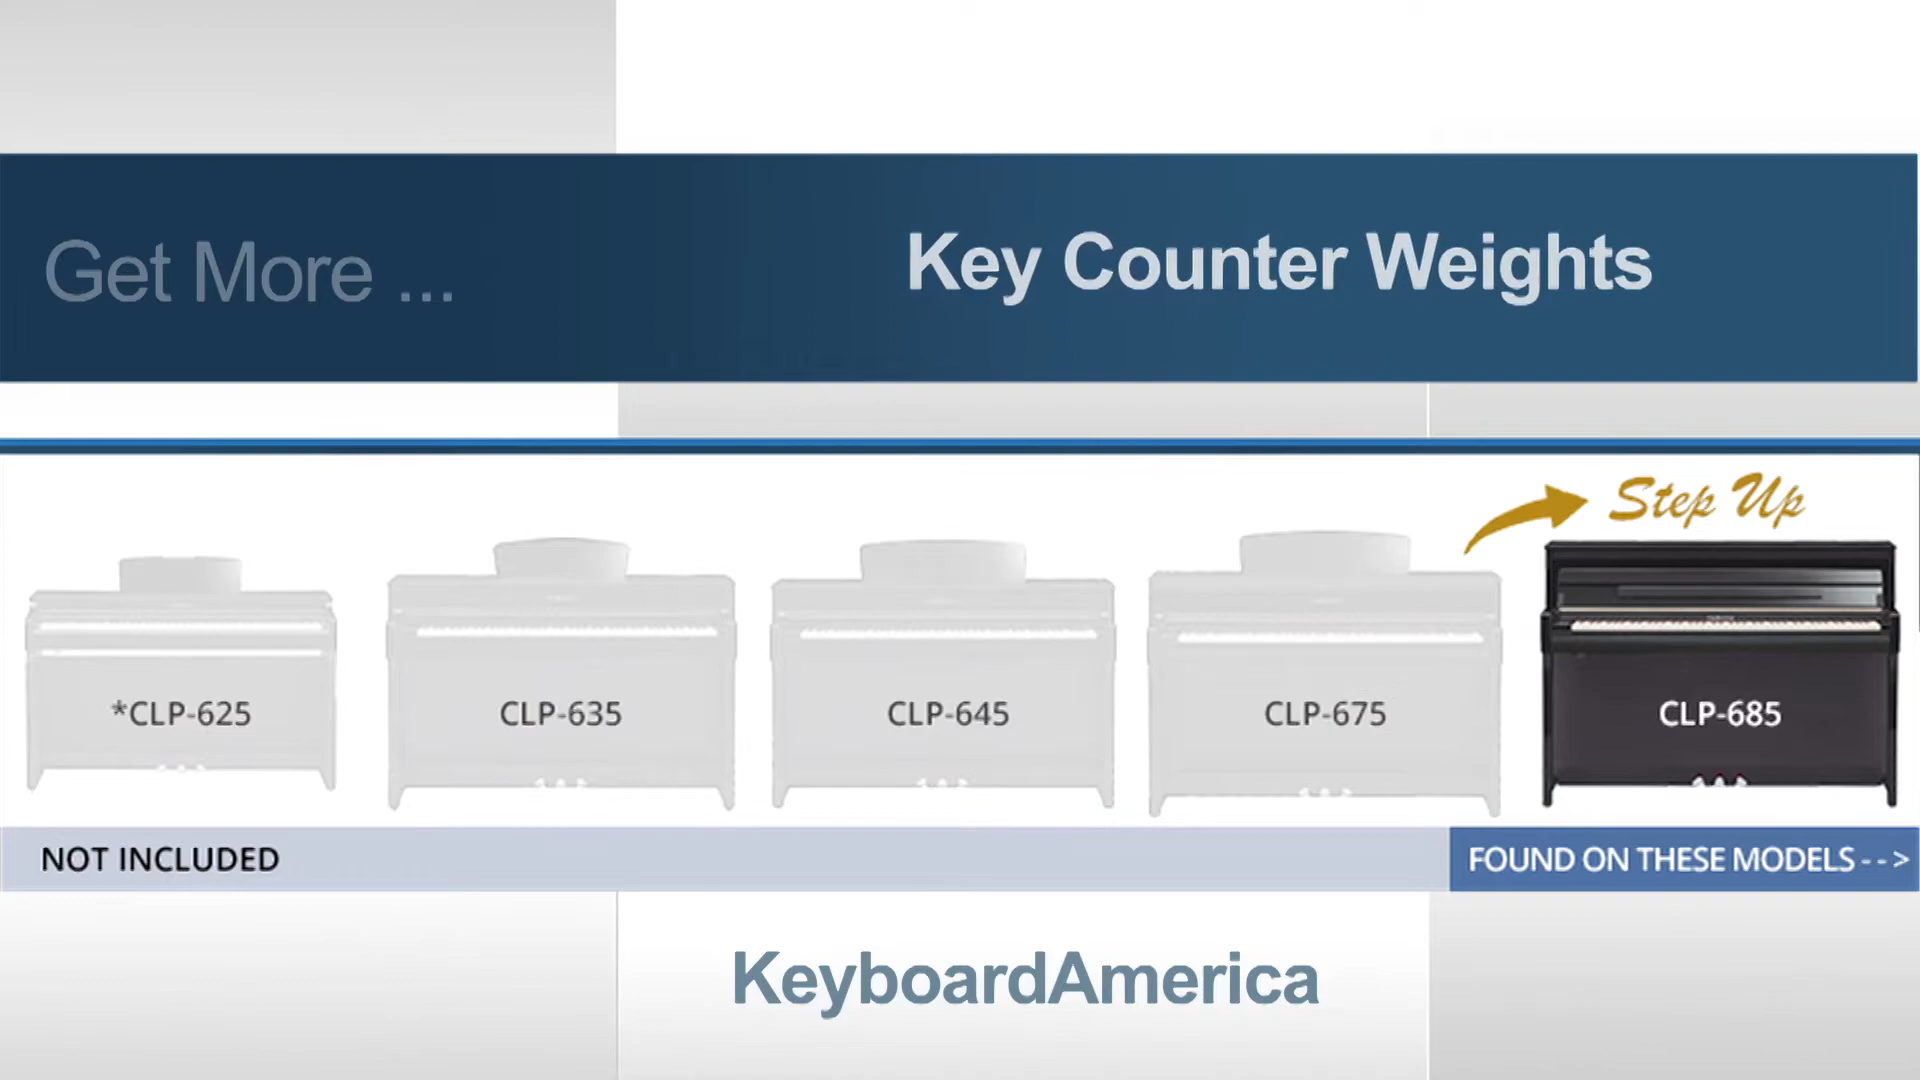 Get More ...
Key Counter Weights
Step Up
*CLP-625
CLP-635
CLP-645
CLP-675
CLP-685
NOT INCLUDED
FOUND ON THESE MODELS - - >
KeyboardAmerica